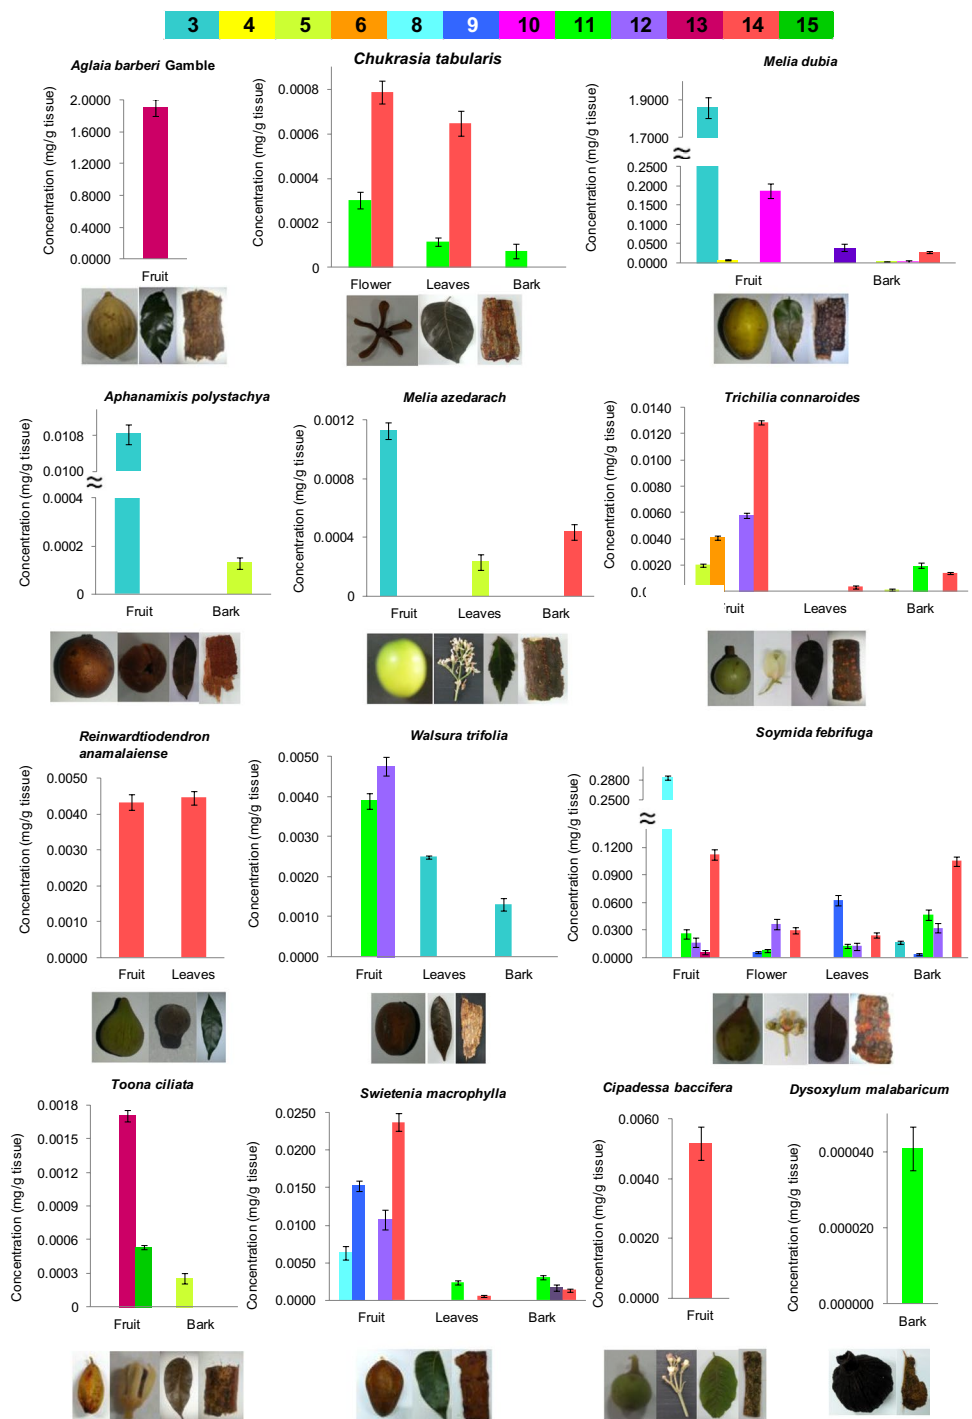 3 4 5 6 8 9 10 11 12 13 14 15
Aglaia barberi Gamble
Concentration (mg/g tissue)
2.0000
1.6000
1.2000
0.8000
0.4000
0.0000
Fruit
Chukrasia tabularis
Concentration (mg/g tissue)
0.0008
0.0006
0.0004
0.0002
0
Flower Leaves Bark
Melia dubia
Concentration (mg/g tissue)
1.9000
1.7000
≈
0.2500
0.2000
0.1500
0.1000
0.0500
0.0000
Fruit Bark
Aphanamixis polystachya
Concentration (mg/g tissue)
0.0108
0.0100
≈
0.0004
0.0002
0
Fruit Bark
Melia azedarach
Concentration (mg/g tissue)
0.0012
0.0008
0.0004
0
Fruit Leaves Bark
Trichilia connaroides
Concentration (mg/g tissue)
0.0140
0.0120
0.0100
0.0080
0.0060
0.0040
0.0020
0.(
ruit Leaves Bark
Reinwardtiodendron
anamalaiense
Concentration (mg/g tissue)
0.0050
0.0040
0.0030
0.0020
0.0010
0.0000
Fruit Leaves
Walsura trifolia
Concentration (mg/g tissue)
0.0050
0.0040
0.0030
0.0020
0.0010
0.0000
Fruit Leaves Bark
Soymida febrifuga
Concentration (mg/g tissue)
0.2800
0.2500
≈
0.1200
0.0900
0.0600
0.0300
0.0000
Fruit Flower Leaves Bark
Toona ciliata
Concentration (mg/g tissue)
0.0018
0.0015
0.0012
0.0009
0.0006
0.0003
0
Fruit Bark
Swietenia macrophylla
Concentration (mg/g tissue)
0.0250
0.0200
0.0150
0.0100
0.0050
0.0000
Fruit Leaves Bark
Cipadessa baccifera
Concentration (mg/g tissue)
0.0060
0.0040
0.0020
0.0000
Fruit
Dysoxylum malabaricum
Concentration (mg/g tissue)
0.000040
0.000020
0.000000
Bark